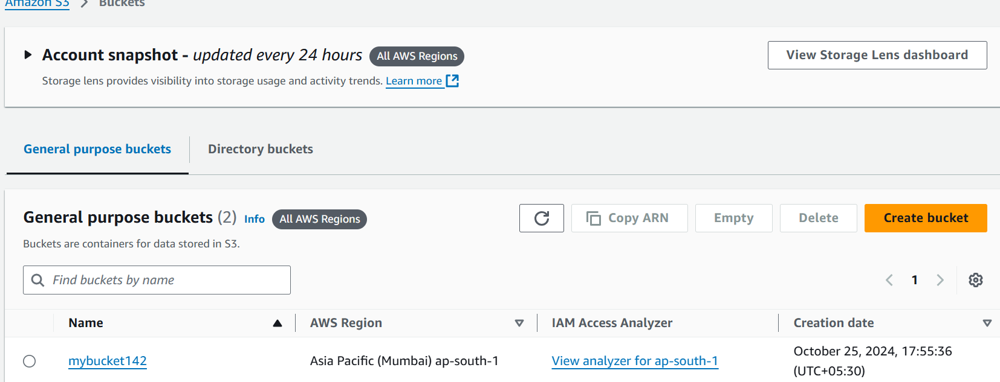 Amazon S3 > Buckets
Account snapshot - updated every 24 hours All AWS Regions
View Storage Lens dashboard
Storage lens provides visibility into storage usage and activity trends. Learn more
General purpose buckets
Directory buckets
General purpose buckets (2) Info All AWS Regions
Copy ARN
Empty
Delete
Create bucket
Buckets are containers for data stored in S3.
Find buckets by name
1
Name
AWS Region
IAM Access Analyzer
Creation date
mybucket142
Asia Pacific (Mumbai) ap-south-1
View analyzer for ap-south-1
October 25, 2024, 17:55:36
(UTC+05:30)